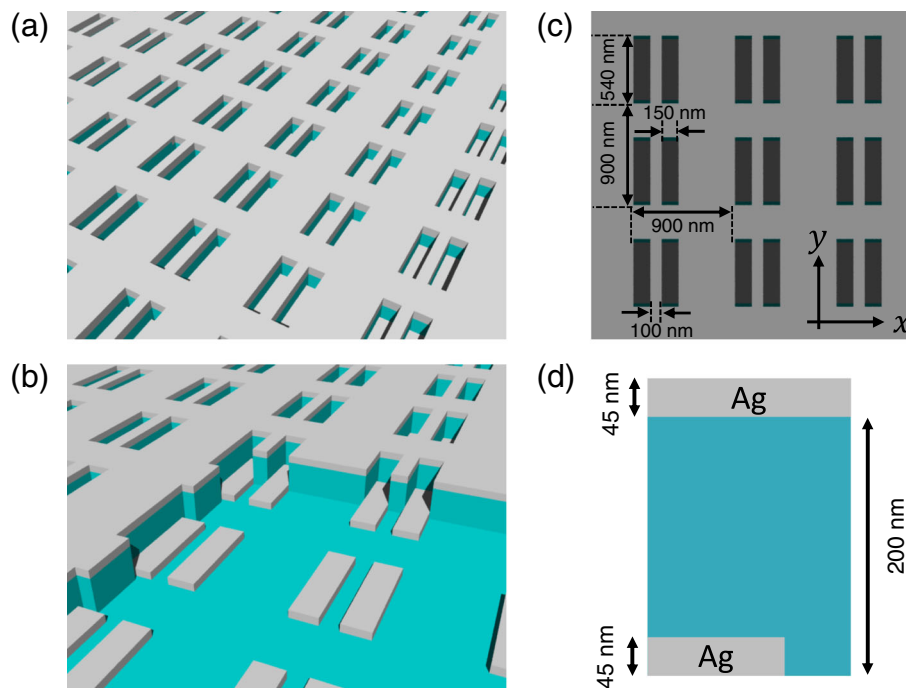 (a)
(b)
(c)
540 nm
150 nm
900 nm
900 nm
100 nm
y
x
(d)
45 nm
Ag
200 nm
45 nm
Ag